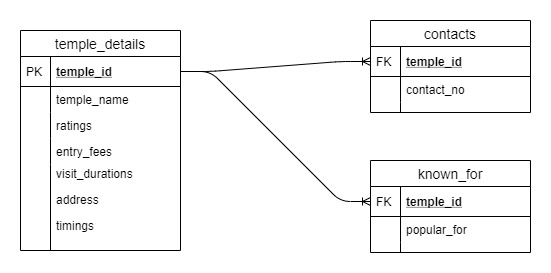 temple_details
PK temple_id
temple_name
ratings
entry_fees
visit_durations
address
timings
contacts
FK temple_id
contact_no
known_for
FK temple_id
popular_for